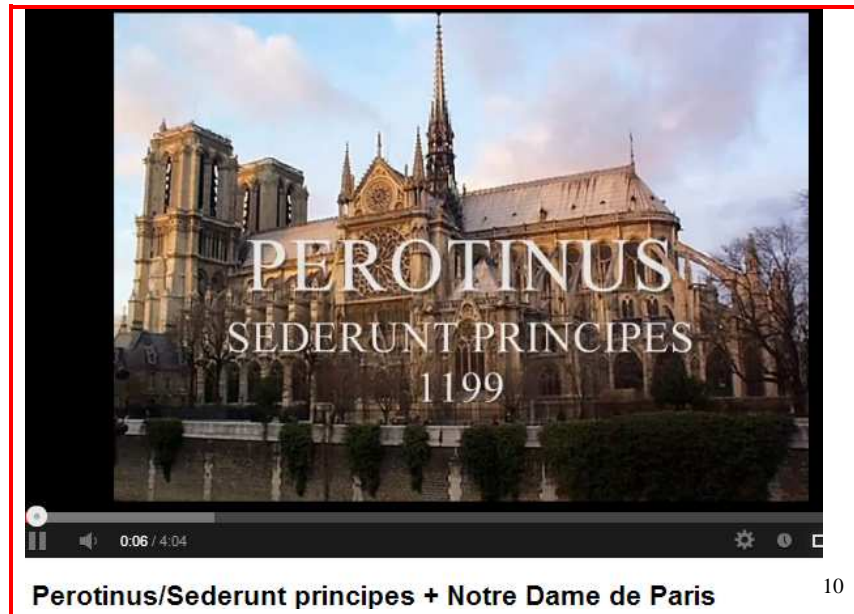 PEROTINUS
SEDERUNT PRINCIPES
1199
0:06 / 4:04
Perotinus/Sederunt principes + Notre Dame de Paris
10